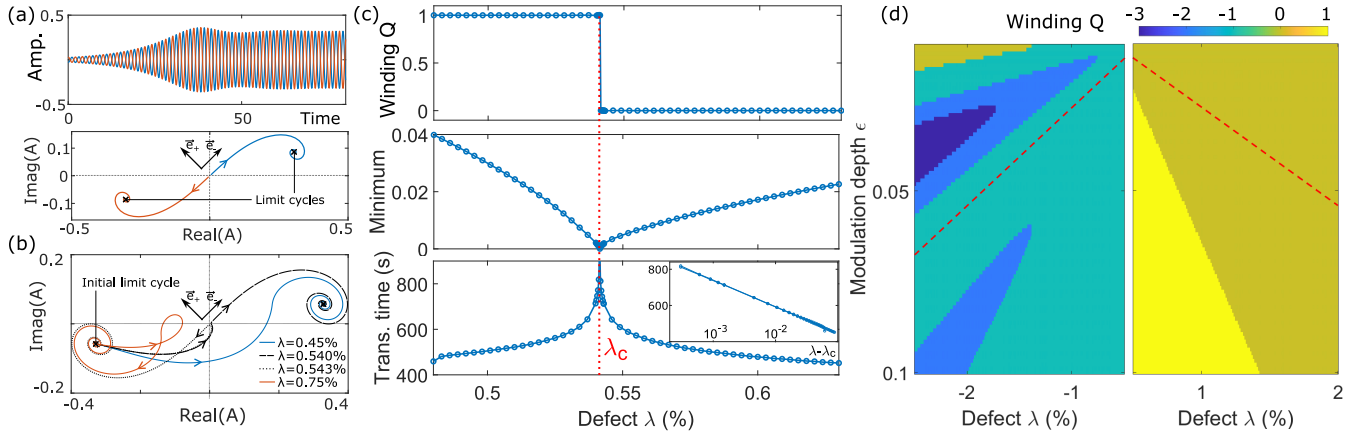 (a)
0.5
Amp.
-0.5
0
50
Time
0.1
0
-0.1
Imag(A)
e₊
e₋
Limit cycles
-0.5
0
0.5
Real(A)
(b)
0.2
Initial limit cycle
Imag(A)
e₊
e₋
λ=0.45%
λ=0.540%
λ=0.543%
λ=0.75%
-0.2
-0.4
0
0.4
Real(A)
(c)
1
Winding Q
0
0.04
Minimum
0.02
0
Trans. time (s)
800
600
400
800
600
10⁻³
10⁻²
λ-λc
λc
0.5
0.55
0.6
Defect λ (%)
(d)
Winding Q
-3
-2
-1
0
1
Modulation depth ϵ
0.05
0.1
-2
-1
1
2
Defect λ (%)
Defect λ (%)